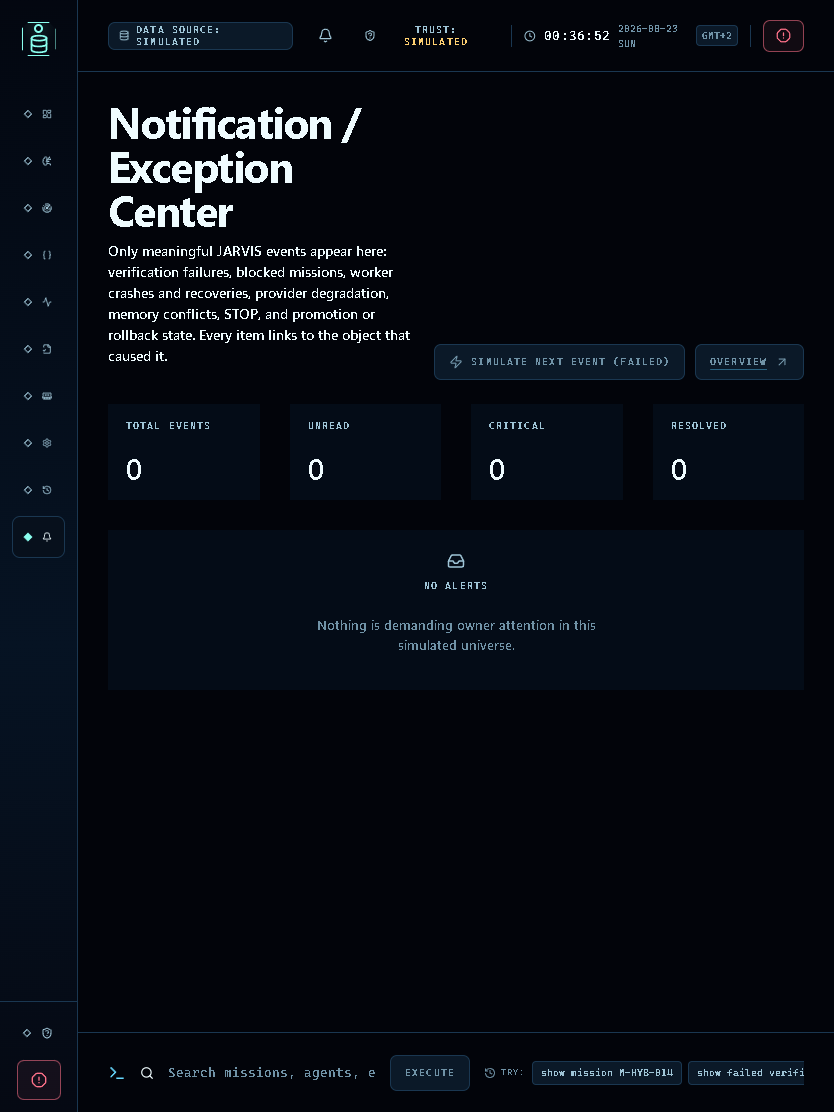 DATA SOURCE:
SIMULATED
TRUST:
SIMULATED
00:36:52
2026-08-23
SUN
GMT+2
Notification /
Exception
Center
Only meaningful JARVIS events appear here:
verification failures, blocked missions, worker
crashes and recoveries, provider degradation,
memory conflicts, STOP, and promotion or
rollback state. Every item links to the object that
caused it.
SIMULATE NEXT EVENT (FAILED)
OVERVIEW
TOTAL EVENTS
0
UNREAD
0
CRITICAL
0
RESOLVED
0
NO ALERTS
Nothing is demanding owner attention in this
simulated universe.
Search missions, agents, e
EXECUTE
TRY:
show mission M-HYB-014
show failed verifi